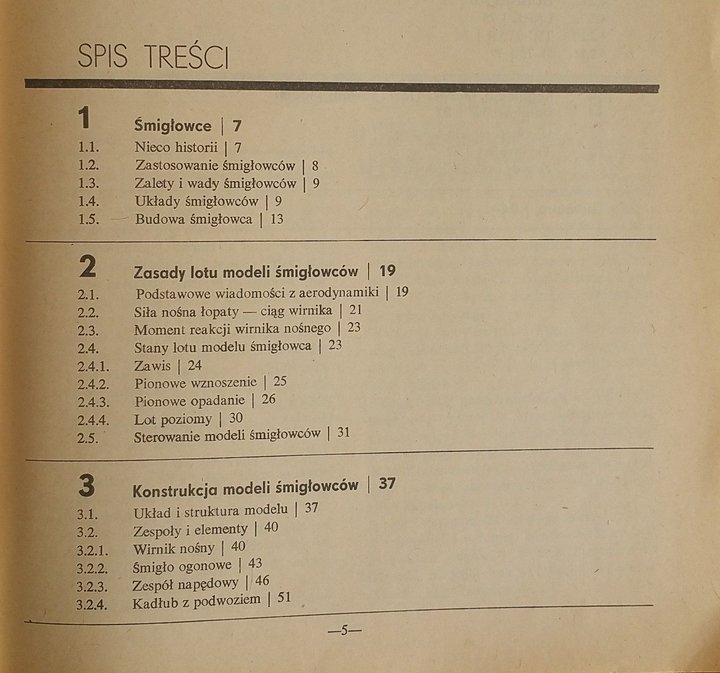 SPIS TREŚCI
1 Śmigłowce | 7
1.1. Nieco historii | 7
1.2. Zastosowanie śmigłowców | 8
1.3. Zalety i wady śmigłowców | 9
1.4. Układy śmigłowców | 9
1.5. Budowa śmigłowca | 13
2 Zasady lotu modeli śmigłowców | 19
2.1. Podstawowe wiadomości z aerodynamiki | 19
2.2. Siła nośna łopaty — ciąg wirnika | 21
2.3. Moment reakcji wirnika nośnego | 23
2.4. Stany lotu modelu śmigłowca | 23
2.4.1. Zawis | 24
2.4.2. Pionowe wznoszenie | 25
2.4.3. Pionowe opadanie | 26
2.4.4. Lot poziomy | 30
2.5. Sterowanie modeli śmigłowców | 31
3 Konstrukcja modeli śmigłowców | 37
3.1. Układ i struktura modelu | 37
3.2. Zespoły i elementy | 40
3.2.1. Wirnik nośny | 40
3.2.2. Śmigło ogonowe | 43
3.2.3. Zespół napędowy | 46
3.2.4. Kadłub z podwoziem | 51
—5—